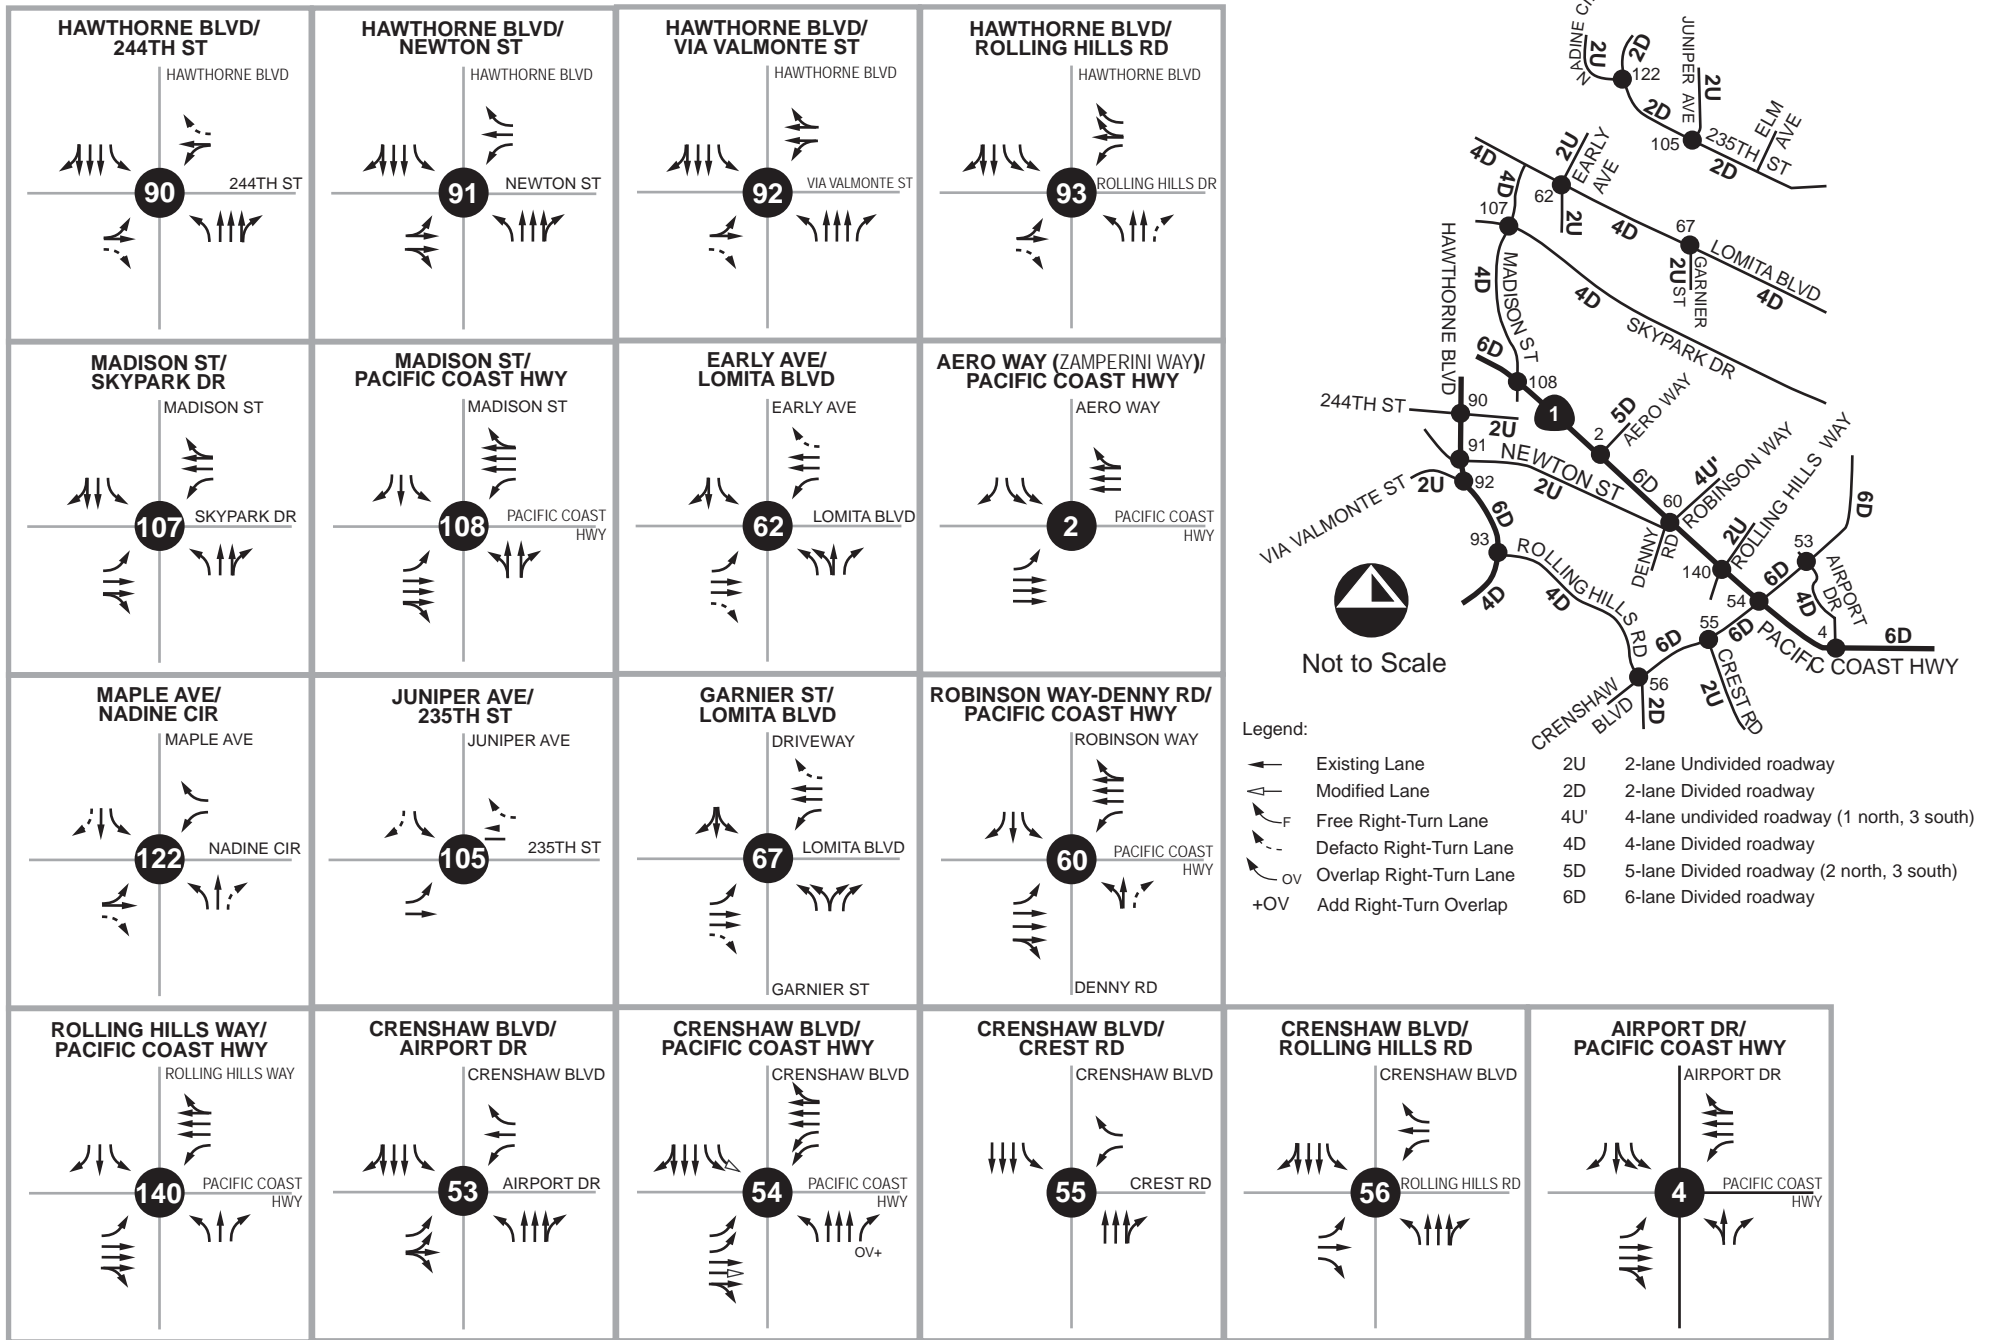 HAWTHORNE BLVD/
244TH ST
HAWTHORNE BLVD
244TH ST
90
HAWTHORNE BLVD/
NEWTON ST
HAWTHORNE BLVD
NEWTON ST
91
HAWTHORNE BLVD/
VIA VALMONTE ST
HAWTHORNE BLVD
VIA VALMONTE ST
92
HAWTHORNE BLVD/
ROLLING HILLS RD
HAWTHORNE BLVD
ROLLING HILLS DR
93
MADISON ST/
SKYPARK DR
MADISON ST
SKYPARK DR
107
MADISON ST/
PACIFIC COAST HWY
MADISON ST
PACIFIC COAST
HWY
108
EARLY AVE/
LOMITA BLVD
EARLY AVE
LOMITA BLVD
62
AERO WAY (ZAMPERINI WAY)/
PACIFIC COAST HWY
AERO WAY
PACIFIC COAST
HWY
2
MAPLE AVE/
NADINE CIR
MAPLE AVE
NADINE CIR
122
JUNIPER AVE/
235TH ST
JUNIPER AVE
235TH ST
105
GARNIER ST/
LOMITA BLVD
DRIVEWAY
LOMITA BLVD
67
GARNIER ST
ROBINSON WAY-DENNY RD/
PACIFIC COAST HWY
ROBINSON WAY
PACIFIC COAST
HWY
60
DENNY RD
ROLLING HILLS WAY/
PACIFIC COAST HWY
ROLLING HILLS WAY
PACIFIC COAST
HWY
140
CRENSHAW BLVD/
AIRPORT DR
CRENSHAW BLVD
AIRPORT DR
53
CRENSHAW BLVD/
PACIFIC COAST HWY
CRENSHAW BLVD
PACIFIC COAST
HWY
54
OV+
CRENSHAW BLVD/
CREST RD
CRENSHAW BLVD
CREST RD
55
CRENSHAW BLVD/
ROLLING HILLS RD
CRENSHAW BLVD
ROLLING HILLS RD
56
AIRPORT DR/
PACIFIC COAST HWY
AIRPORT DR
PACIFIC COAST
HWY
4
NADINE
2U
2D
122
JUNIPER AVE
2U
2D
105
235TH
ST
ELM
AVE
2D
4D
2U
EARLY
AVE
4D
62
2U
107
4D
67
LOMITA BLVD
2U
GARNIER
ST
4D
HAWTHORNE BLVD
4D
MADISON ST
4D
SKYPARK DR
6D
108
1
244TH ST
90
2U
5D
AERO WAY
2
91
NEWTON ST
2U
6D
4U'
ROBINSON WAY
60
ROLLING HILLS WAY
2U
VIA VALMONTE ST
2U
92
6D
93
4D
ROLLING HILLS RD
4D
DENNY
RD
140
6D
53
6D
AIRPORT
DR
4D
54
4
6D
PACIFIC COAST HWY
55
6D
6D
CREST RD
2U
56
2D
CRENSHAW
BLVD
Not to Scale
Legend:
Existing Lane
Modified Lane
F Free Right-Turn Lane
Defacto Right-Turn Lane
OV Overlap Right-Turn Lane
+OV Add Right-Turn Overlap
2U 2-lane Undivided roadway
2D 2-lane Divided roadway
4U' 4-lane undivided roadway (1 north, 3 south)
4D 4-lane Divided roadway
5D 5-lane Divided roadway (2 north, 3 south)
6D 6-lane Divided roadway